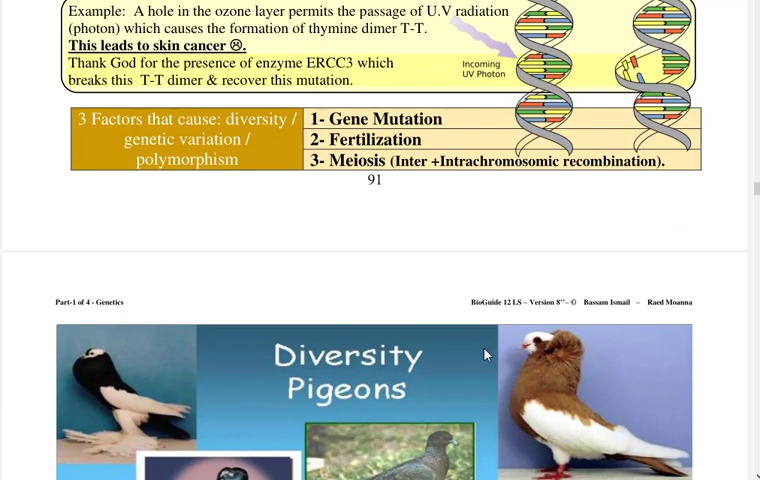 Example:  A hole in the ozone layer permits the passage of U.V radiation
(photon) which causes the formation of thymine dimer T-T.
This leads to skin cancer ☹.
Thank God for the presence of enzyme ERCC3 which
breaks this  T-T dimer & recover this mutation.
Incoming
UV Photon
3 Factors that cause: diversity /
genetic variation /
polymorphism
1- Gene Mutation
2- Fertilization
3- Meiosis (Inter +Intrachromosomic recombination).
91
Part-1 of 4 - Genetics
BioGuide 12 LS – Version 8''– ©   Bassam Ismail   –   Raed Moanna
Diversity
Pigeons